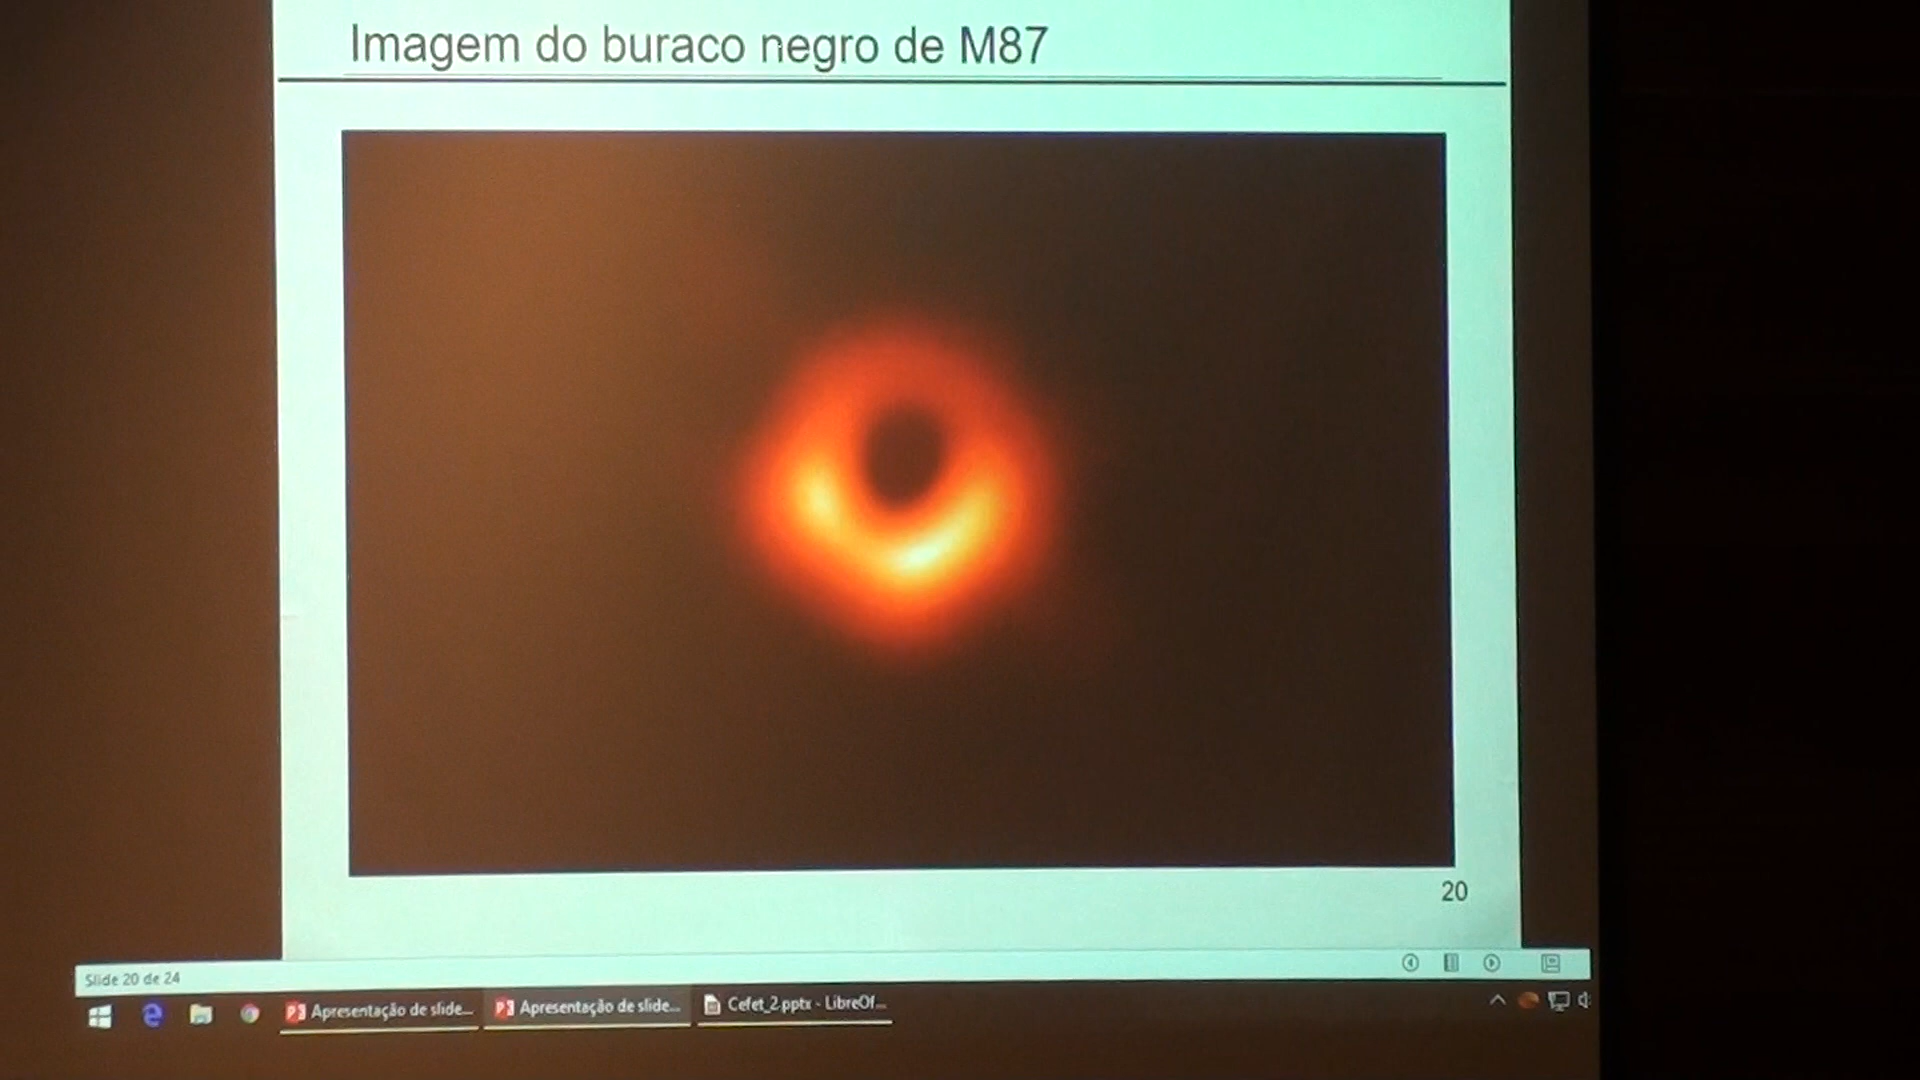 Imagem do buraco negro de M87
20
Slide 20 de 24
Apresentação de slide...
Apresentação de slide...
Cefet_2.pptx - LibreOf...